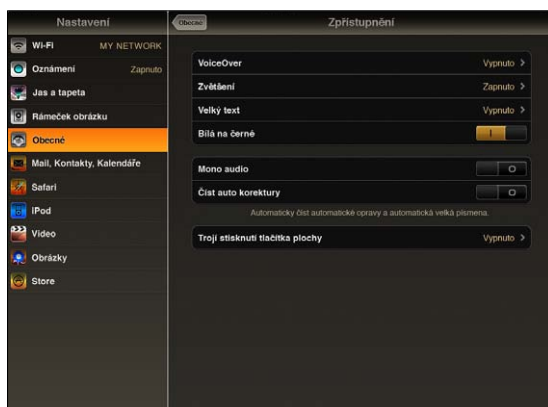 Nastavení
Wi-Fi MY NETWORK
Oznámení Zapnuto
Jas a tapeta
Rámeček obrázku
Obecné
Mail, Kontakty, Kalendáře
Safari
iPod
Video
Obrázky
Store
Obecné Zpřístupnění
VoiceOver Vypnuto
Zvětšení Zapnuto
Velký text Vypnuto
Bílá na černé
Mono audio
Číst auto korektury
Automaticky číst automatické opravy a automatická velká písmena.
Trojí stisknutí tlačítka plochy Vypnuto